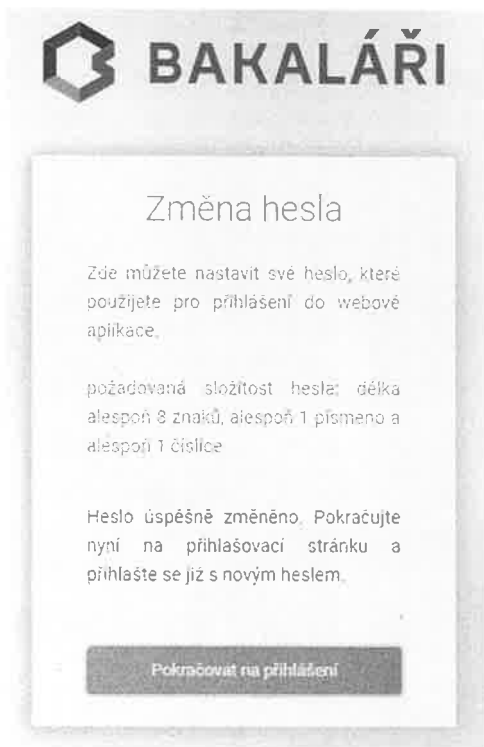 BAKALÁŘI
Změna hesla
Zde můžete nastavit své heslo, které
použijete pro přihlášení do webové
aplikace.
požadovaná složitost hesla: délka
alespoň 8 znaků, alespoň 1 písmeno a
alespoň 1 číslice
Heslo úspěšně změněno. Pokračujte
nyní na přihlašovací stránku a
přihlašte se již s novým heslem.
Pokračovat na přihlášení